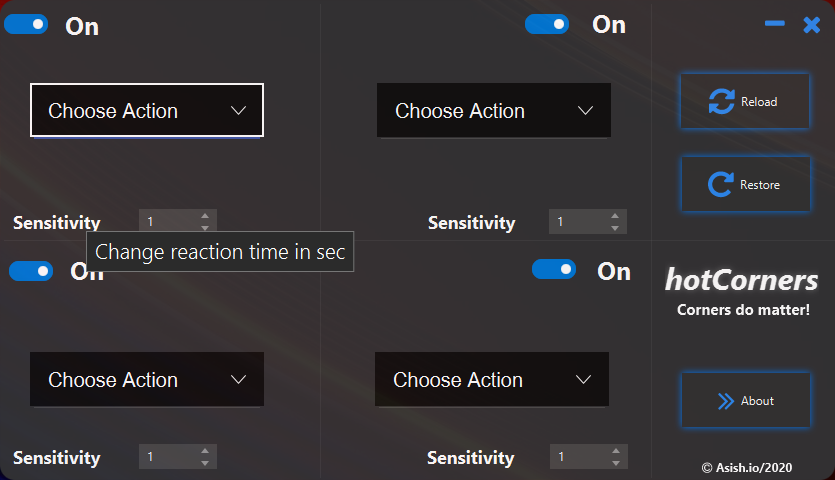 On
On
Choose Action
Choose Action
Reload
Restore
Sensitivity
1
Sensitivity
1
Change reaction time in sec
On
On
hotCorners
Corners do matter!
Choose Action
Choose Action
About
Sensitivity
1
Sensitivity
1
© Asish.io/2020